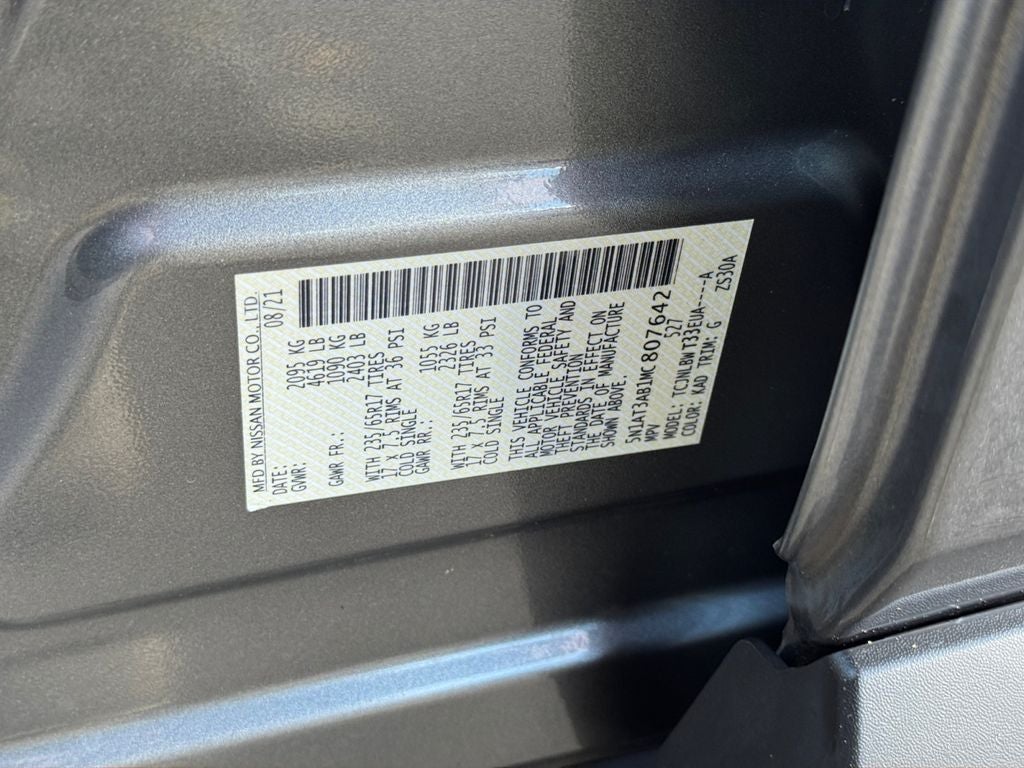 MFD BY NISSAN MOTOR CO., LTD.
DATE: 08/21
GVWR: 2095 KG
4619 LB
GAWR FR.: 1090 KG
2403 LB
WITH 235/65R17 TIRES
17 X 7.5 RIMS AT 36 PSI
COLD SINGLE
GAWR RR.: 1055 KG
2326 LB
WITH 235/65R17 TIRES
17 X 7.5 RIMS AT 33 PSI
COLD SINGLE
THIS VEHICLE CONFORMS TO
ALL APPLICABLE FEDERAL
MOTOR VEHICLE SAFETY AND
THEFT PREVENTION
STANDARDS IN EFFECT ON
THE DATE OF MANUFACTURE
SHOWN ABOVE.
5N1AT3AB1MC807642
MPV 527
MODEL: TCJNLBWT33EUA----A
COLOR: KAD TRIM: G ZS30A